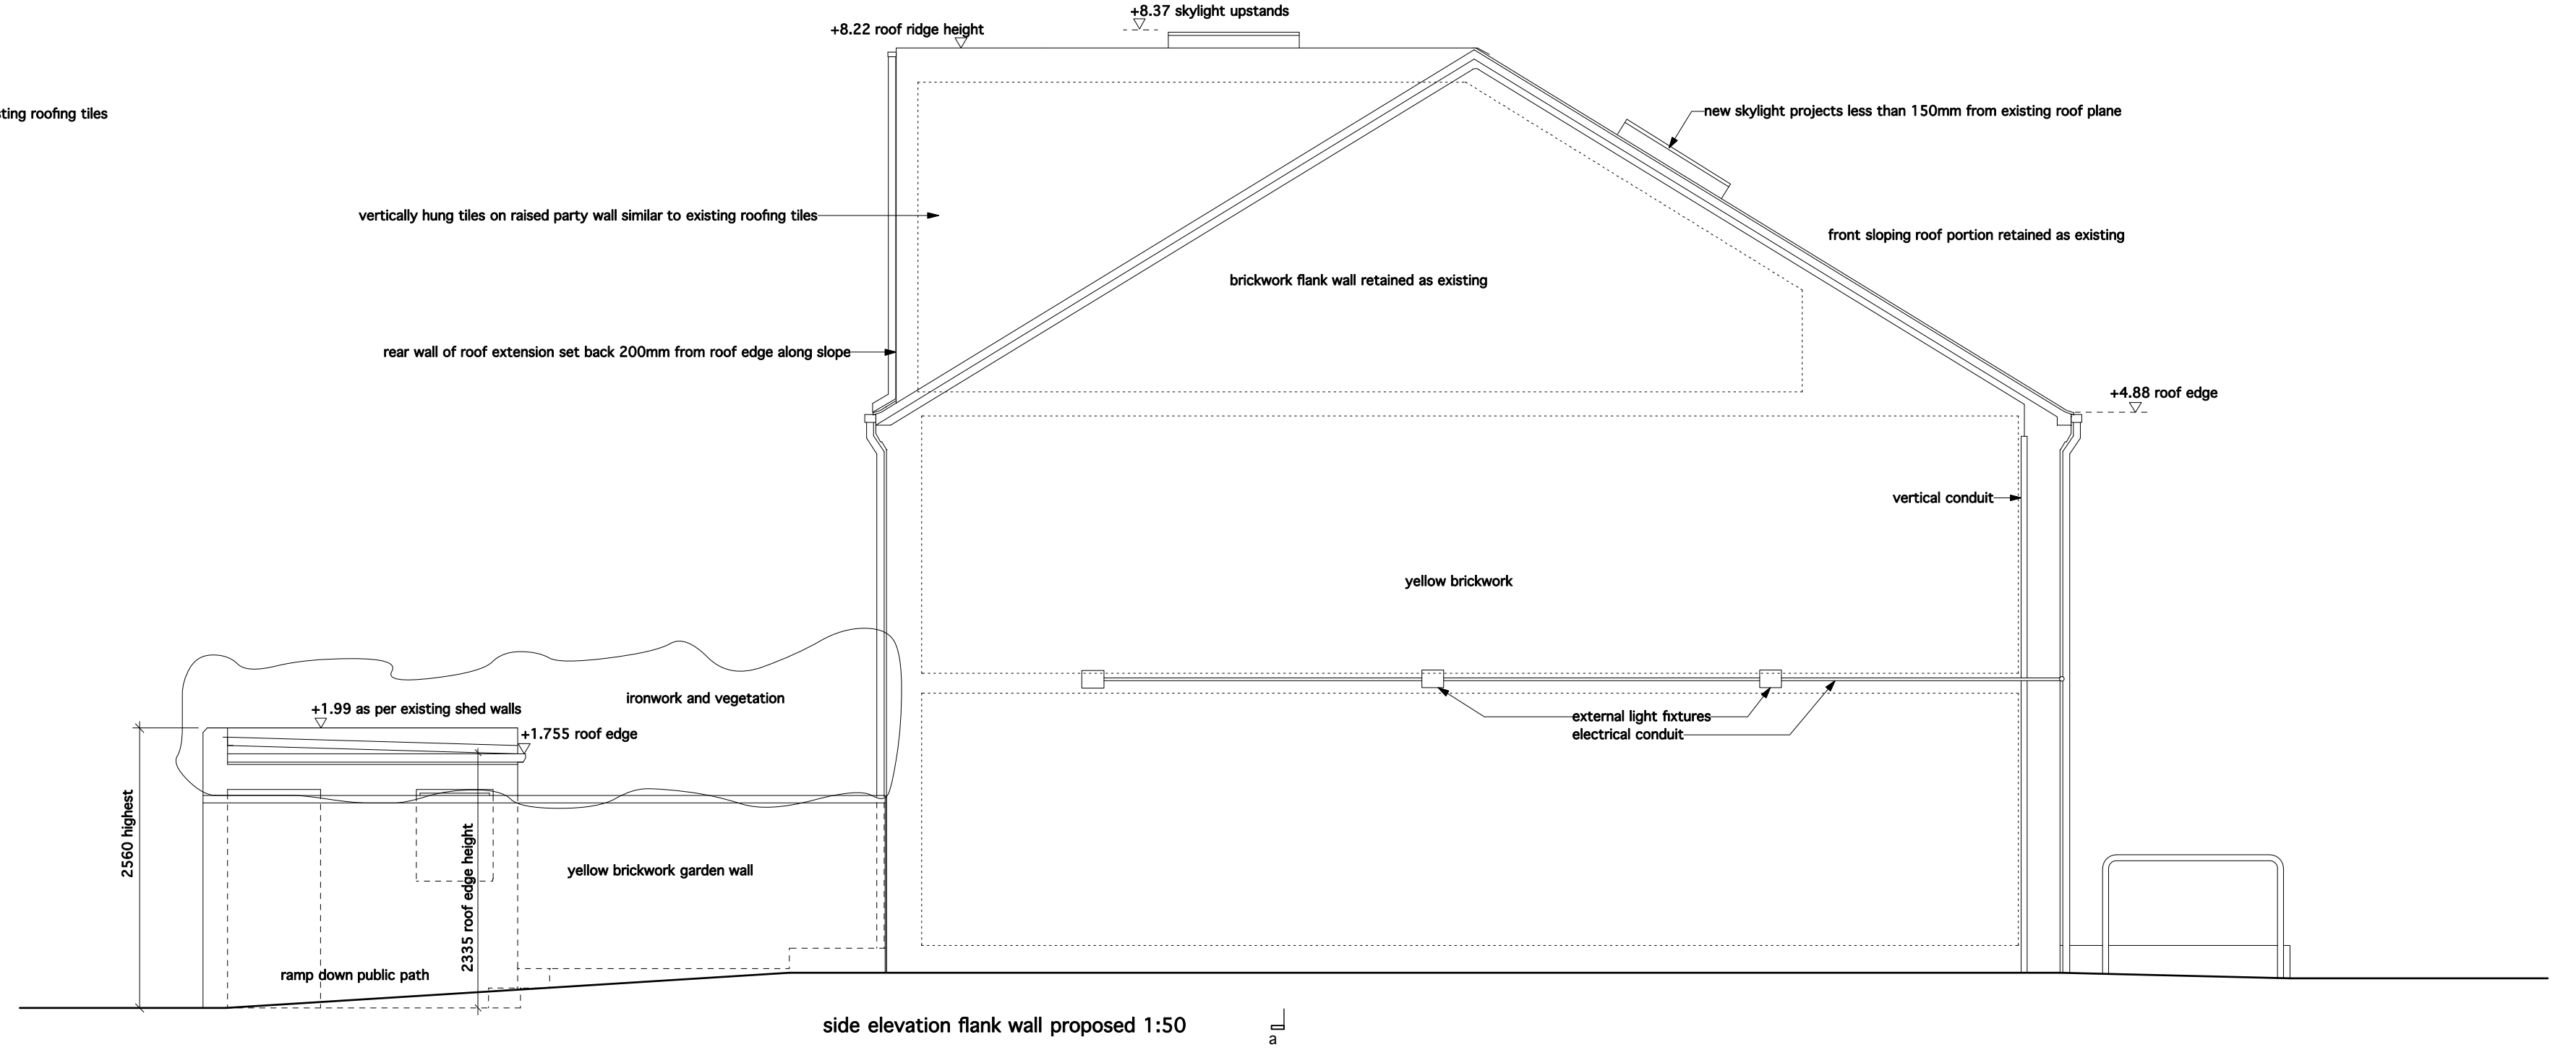 +8.37 skylight upstands
+8.22 roof ridge height
ting roofing tiles
new skylight projects less than 150mm from existing roof plane
vertically hung tiles on raised party wall similar to existing roofing tiles
front sloping roof portion retained as existing
brickwork flank wall retained as existing
rear wall of roof extension set back 200mm from roof edge along slope
+4.88 roof edge
vertical conduit
yellow brickwork
ironwork and vegetation
+1.99 as per existing shed walls
external light fixtures
+1.755 roof edge
electrical conduit
2560 highest
2335 roof edge height
yellow brickwork garden wall
ramp down public path
side elevation flank wall proposed 1:50
a